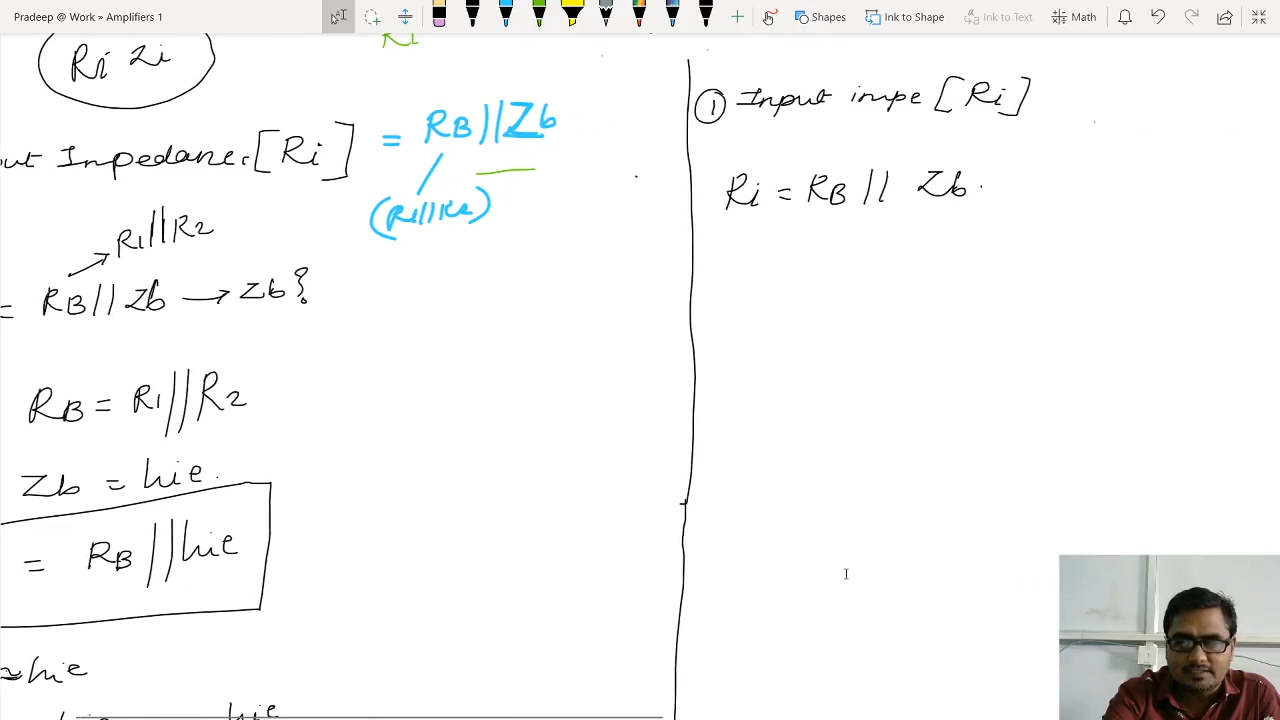 Pradeep @ Work » Amplifiers 1
Shapes
Ink to Shape
Ink to Text
Math
Ri
Ri Zi
out Impedance. [Ri] = RB || Zb
(R1||R2)
R1||R2
= RB || Zb → Zb?
RB = R1 || R2
Zb = hie.
= RB || hie
≈ hie
hie
① Input impe [Ri]
Ri = RB || Zb.